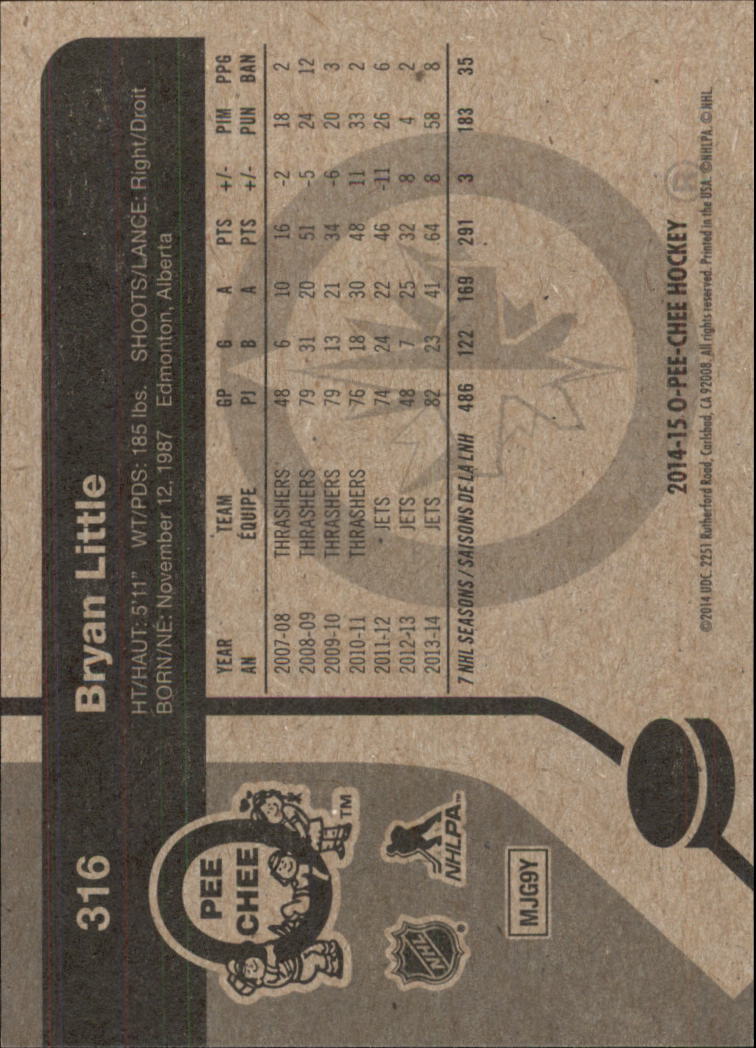 316 Bryan Little
HT/HAUT: 5'11" WT/PDS: 185 lbs. SHOOTS/LANCE: Right/Droit
BORN/NÉ: November 12, 1987 Edmonton, Alberta
PEE
CHEE
TM
NHL
®
NHLPA™
MJG9Y
YEAR TEAM GP G A PTS +/- PIM PPG
AN ÉQUIPE PJ B A PTS +/- PUN BAN
2007-08 THRASHERS 48 6 10 16 -2 18 2
2008-09 THRASHERS 79 31 20 51 -5 24 12
2009-10 THRASHERS 79 13 21 34 -6 20 3
2010-11 THRASHERS 76 18 30 48 11 33 2
2011-12 JETS 74 24 22 46 -11 26 6
2012-13 JETS 48 7 25 32 8 4 2
2013-14 JETS 82 23 41 64 8 58 8
7 NHL SEASONS / SAISONS DE LA LNH 486 122 169 291 3 183 35
®
2014-15 O-PEE-CHEE HOCKEY
©2014 UDC. 2251 Rutherford Road, Carlsbad, CA 92008. All rights reserved. Printed in the USA. ©NHLPA. ©NHL.